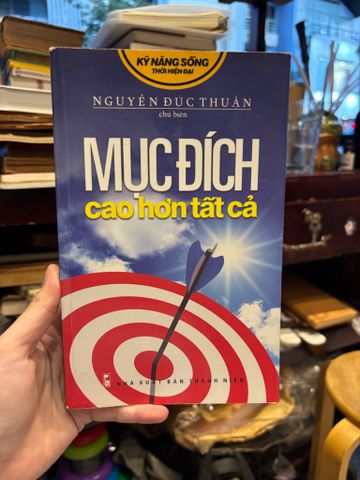 KỸ NĂNG SỐNG
THỜI HIỆN ĐẠI
NGUYỄN ĐỨC THUẬN
chủ biên
MỤC ĐÍCH
cao hơn tất cả
NHÀ XUẤT BẢN THANH NIÊN